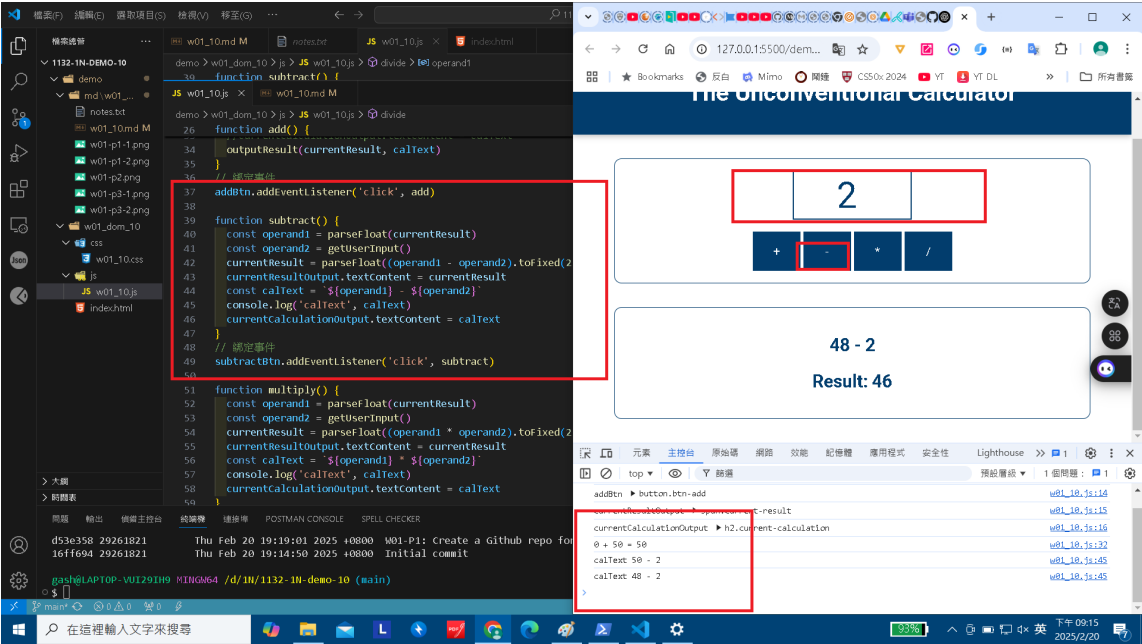 檔案(F) 編輯(E) 選取項目(S) 檢視(V) 移至(G) ···
檔案總管 ···
1132-1N-DEMO-10
demo
md \ w01_...
notes.txt
w01_10.md M
w01-p1-1.png
w01-p1-2.png
w01-p2.png
w01-p3-1.png
w01-p3-2.png
w01_dom_10
css
w01_10.css
js
JS w01_10.js
index.html
大綱
時間表
w01_10.md M notes.txt JS w01_10.js index.html
demo > w01_dom_10 > js > JS w01_10.js > divide > operand1
39 function subtract() {
JS w01_10.js w01_10.md M
demo > w01_dom_10 > js > JS w01_10.js > divide
26 function add() {
34 outputResult(currentResult, calText)
35 }
36 // 綁定事件
37 addBtn.addEventListener('click', add)
38
39 function subtract() {
40 const operand1 = parseFloat(currentResult)
41 const operand2 = getUserInput()
42 currentResult = parseFloat((operand1 - operand2).toFixed(2
43 currentResultOutput.textContent = currentResult
44 const calText = `${operand1} - ${operand2}`
45 console.log('calText', calText)
46 currentCalculationOutput.textContent = calText
47 }
48 // 綁定事件
49 subtractBtn.addEventListener('click', subtract)
50
51 function multiply() {
52 const operand1 = parseFloat(currentResult)
53 const operand2 = getUserInput()
54 currentResult = parseFloat((operand1 * operand2).toFixed(2
55 currentResultOutput.textContent = currentResult
56 const calText = `${operand1} * ${operand2}`
57 console.log('calText', calText)
58 currentCalculationOutput.textContent = calText
59 }
問題 輸出 偵錯主控台 終端機 連接埠 POSTMAN CONSOLE SPELL CHECKER
d53e358 29261821 Thu Feb 20 19:19:01 2025 +0800 W01-P1: Create a Github repo for
16ff694 29261821 Thu Feb 20 19:14:50 2025 +0800 Initial commit
gash@LAPTOP-VUI29IH9 MINGW64 /d/1N/1132-1N-demo-10 (main)
$
main* 0 0 0
127.0.0.1:5500/dem...
Bookmarks 反白 Mimo CS50x 2024 YT YT DL » 所有書籤
The Unconventional Calculator
2
+ - * /
48 - 2
Result: 46
元素 主控台 原始碼 網路 效能 記憶體 應用程式 安全性 Lighthouse » 1
top 篩選 預設層級 1 個問題： 1
addBtn button.btn-add w01_10.js:14
currentResultOutput span.current-result w01_10.js:15
currentCalculationOutput h2.current-calculation w01_10.js:16
0 + 50 = 50 w01_10.js:32
calText 50 - 2 w01_10.js:45
calText 48 - 2 w01_10.js:45
在這裡輸入文字來搜尋
93% 英 下午 09:15
2025/2/20